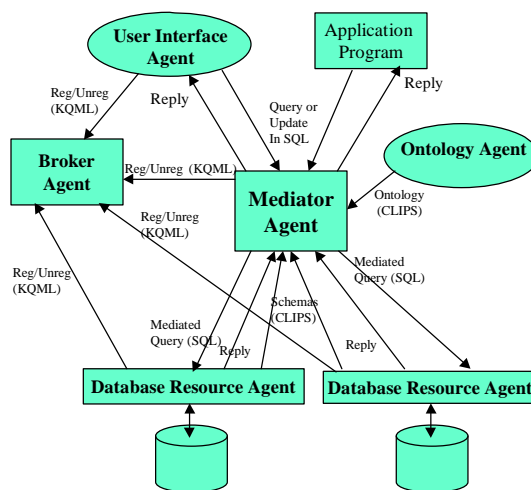 User Interface
Agent
Application
Program
Reg/Unreg
(KQML)
Reply
Query or
Update
In SQL
Reply
Broker
Agent
Reg/Unreg (KQML)
Ontology Agent
Mediator
Agent
Ontology
(CLIPS)
Reg/Unreg
(KQML)
Reg/Unreg
(KQML)
Mediated
Query (SQL)
Schemas
(CLIPS)
Mediated
Query (SQL)
Reply
Reply
Database Resource Agent
Database Resource Agent